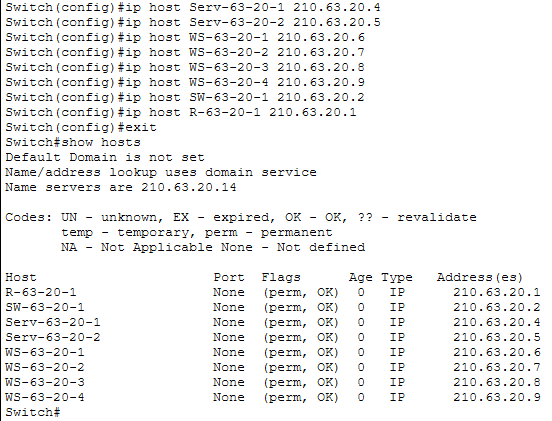 Switch(config)#ip host Serv-63-20-1 210.63.20.4
Switch(config)#ip host Serv-63-20-2 210.63.20.5
Switch(config)#ip host WS-63-20-1 210.63.20.6
Switch(config)#ip host WS-63-20-2 210.63.20.7
Switch(config)#ip host WS-63-20-3 210.63.20.8
Switch(config)#ip host WS-63-20-4 210.63.20.9
Switch(config)#ip host SW-63-20-1 210.63.20.2
Switch(config)#ip host R-63-20-1 210.63.20.1
Switch(config)#exit
Switch#show hosts
Default Domain is not set
Name/address lookup uses domain service
Name servers are 210.63.20.14
Codes: UN - unknown, EX - expired, OK - OK, ?? - revalidate
temp - temporary, perm - permanent
NA - Not Applicable None - Not defined
Host Port Flags Age Type Address(es)
R-63-20-1 None (perm, OK) 0 IP 210.63.20.1
SW-63-20-1 None (perm, OK) 0 IP 210.63.20.2
Serv-63-20-1 None (perm, OK) 0 IP 210.63.20.4
Serv-63-20-2 None (perm, OK) 0 IP 210.63.20.5
WS-63-20-1 None (perm, OK) 0 IP 210.63.20.6
WS-63-20-2 None (perm, OK) 0 IP 210.63.20.7
WS-63-20-3 None (perm, OK) 0 IP 210.63.20.8
WS-63-20-4 None (perm, OK) 0 IP 210.63.20.9
Switch#